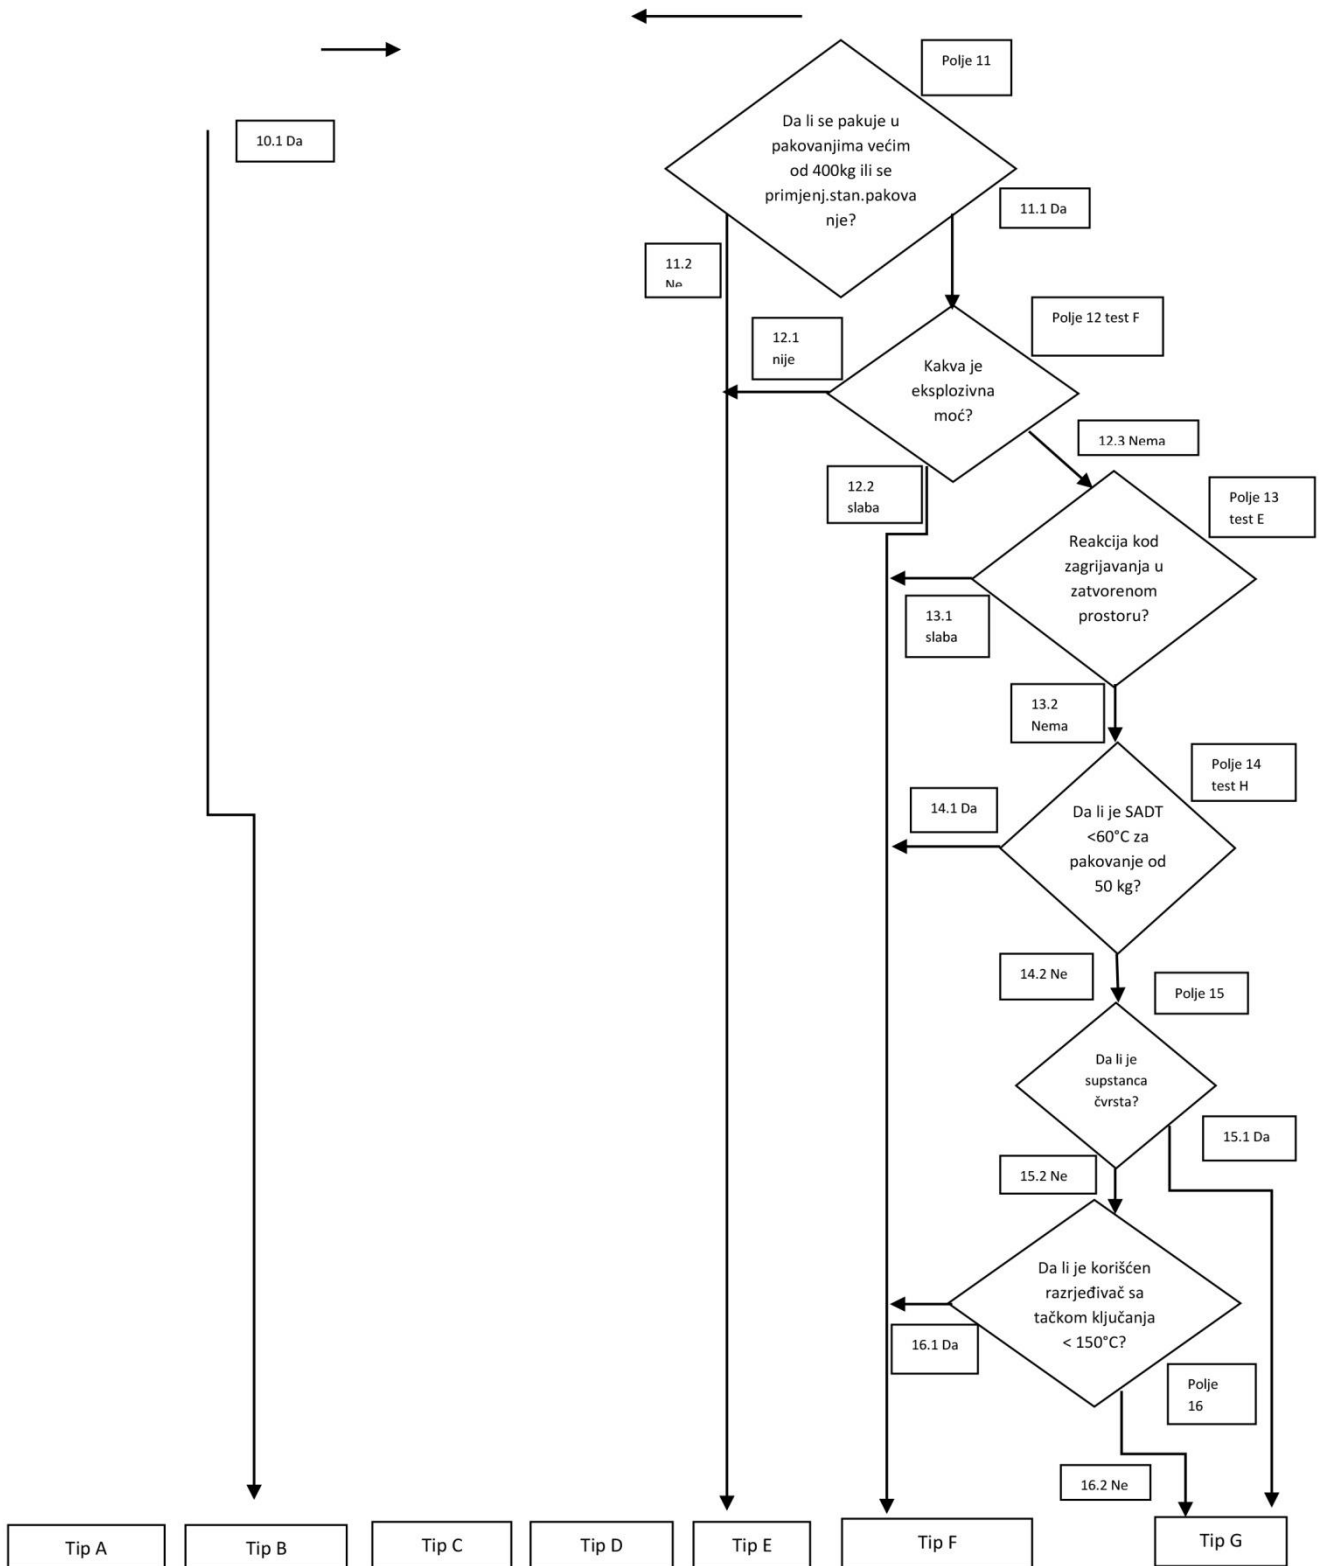 Polje 11
Da li se pakuje u
pakovanjima većim
od 400kg ili se
primjenj.stan.pakova
nje?
10.1 Da
11.1 Da
11.2
Ne
Polje 12 test F
12.1
nije
Kakva je
eksplozivna
moć?
12.3 Nema
12.2
slaba
Polje 13
test E
Reakcija kod
zagrijavanja u
zatvorenom
prostoru?
13.1
slaba
13.2
Nema
Polje 14
test H
14.1 Da
Da li je SADT
<60°C za
pakovanje od
50 kg?
14.2 Ne
Polje 15
Da li je
supstanca
čvrsta?
15.1 Da
15.2 Ne
Da li je korišćen
razrjeđivač sa
tačkom ključanja
< 150°C?
16.1 Da
Polje
16
16.2 Ne
Tip A
Tip B
Tip C
Tip D
Tip E
Tip F
Tip G